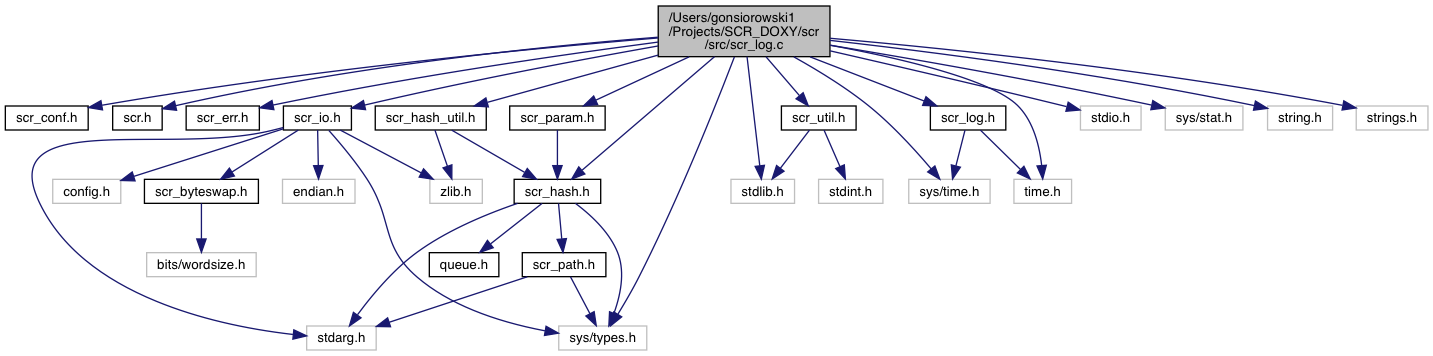 /Users/gonsiorowski1
/Projects/SCR_DOXY/scr
/src/scr_log.c
scr_conf.h
scr.h
scr_err.h
scr_io.h
scr_hash_util.h
scr_param.h
scr_util.h
scr_log.h
stdio.h
sys/stat.h
string.h
strings.h
config.h
scr_byteswap.h
endian.h
zlib.h
scr_hash.h
stdlib.h
stdint.h
sys/time.h
time.h
bits/wordsize.h
queue.h
scr_path.h
stdarg.h
sys/types.h